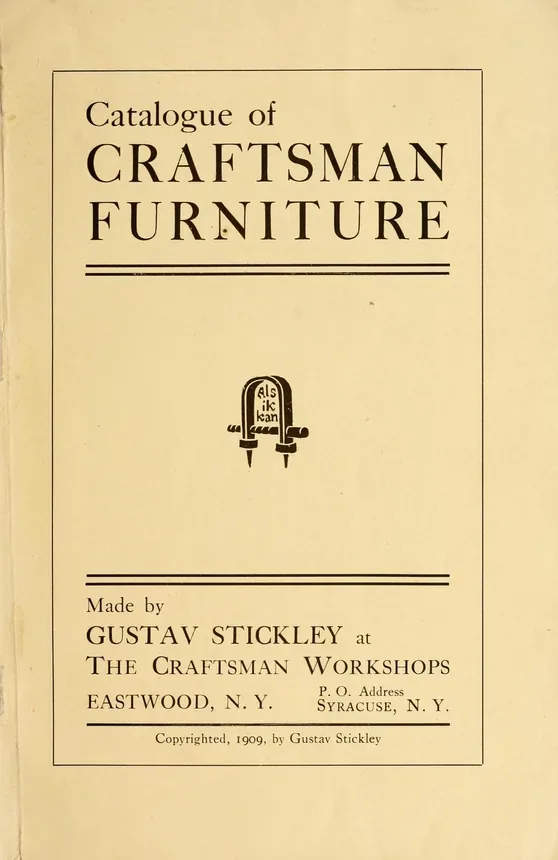 Catalogue of
CRAFTSMAN
FURNITURE
Als
ik
kan
Made by
GUSTAV STICKLEY at
THE CRAFTSMAN WORKSHOPS
EASTWOOD, N. Y.
P. O. Address
SYRACUSE, N. Y.
Copyrighted, 1909, by Gustav Stickley